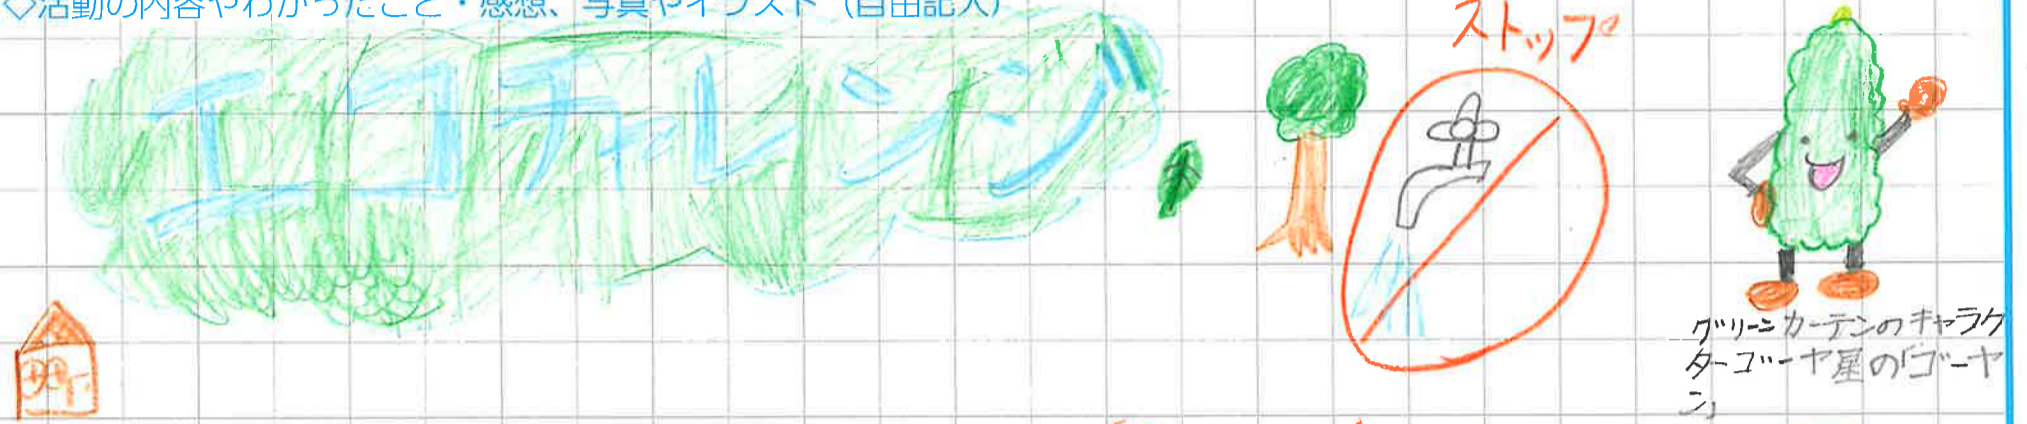 ◇活動の内容やわかったこと・感想、写真やイラスト（自由記入）
エコチャレンジ
ストップ
グリーンカーテンのキャラク
ターゴーヤ星の「ゴーヤ
ン」